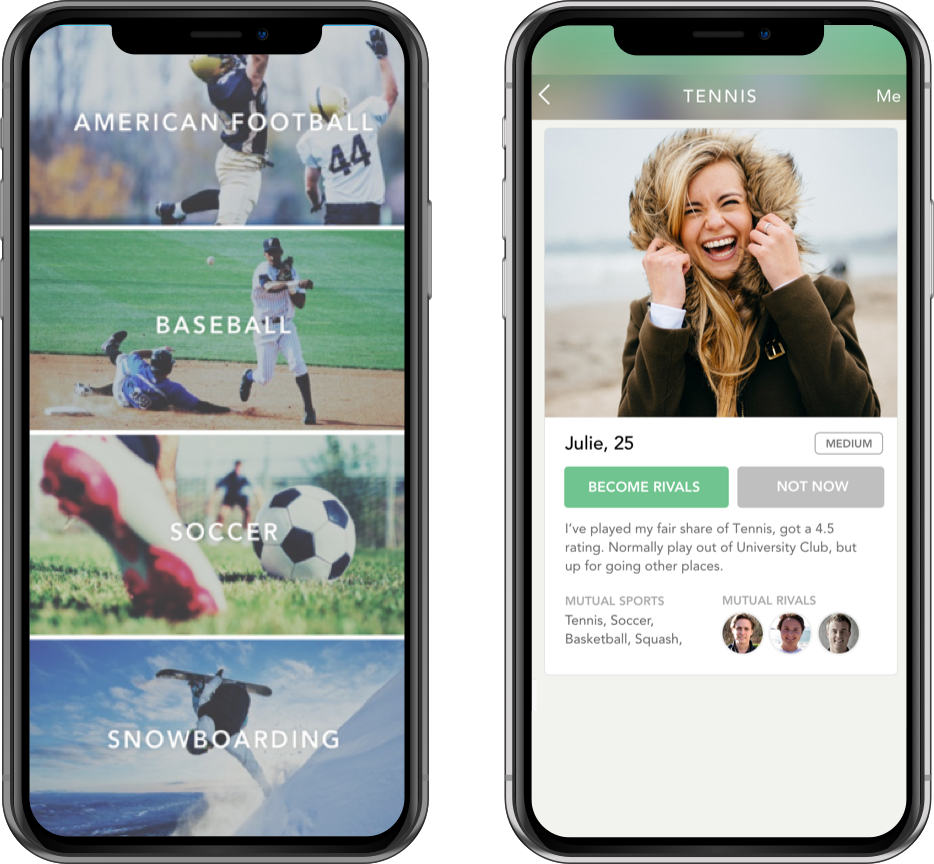 AMERICAN FOOTBALL
44
BASEBALL
SOCCER
SNOWBOARDING
TENNIS
Me
Julie, 25
MEDIUM
BECOME RIVALS
NOT NOW
I've played my fair share of Tennis, got a 4.5
rating. Normally play out of University Club, but
up for going other places.
MUTUAL SPORTS
Tennis, Soccer,
Basketball, Squash,
MUTUAL RIVALS